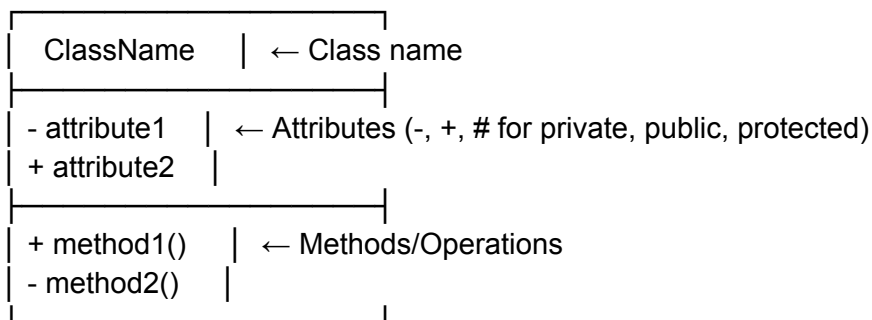 ClassName ← Class name
- attribute1 ← Attributes (-, +, # for private, public, protected)
+ attribute2
+ method1() ← Methods/Operations
- method2()